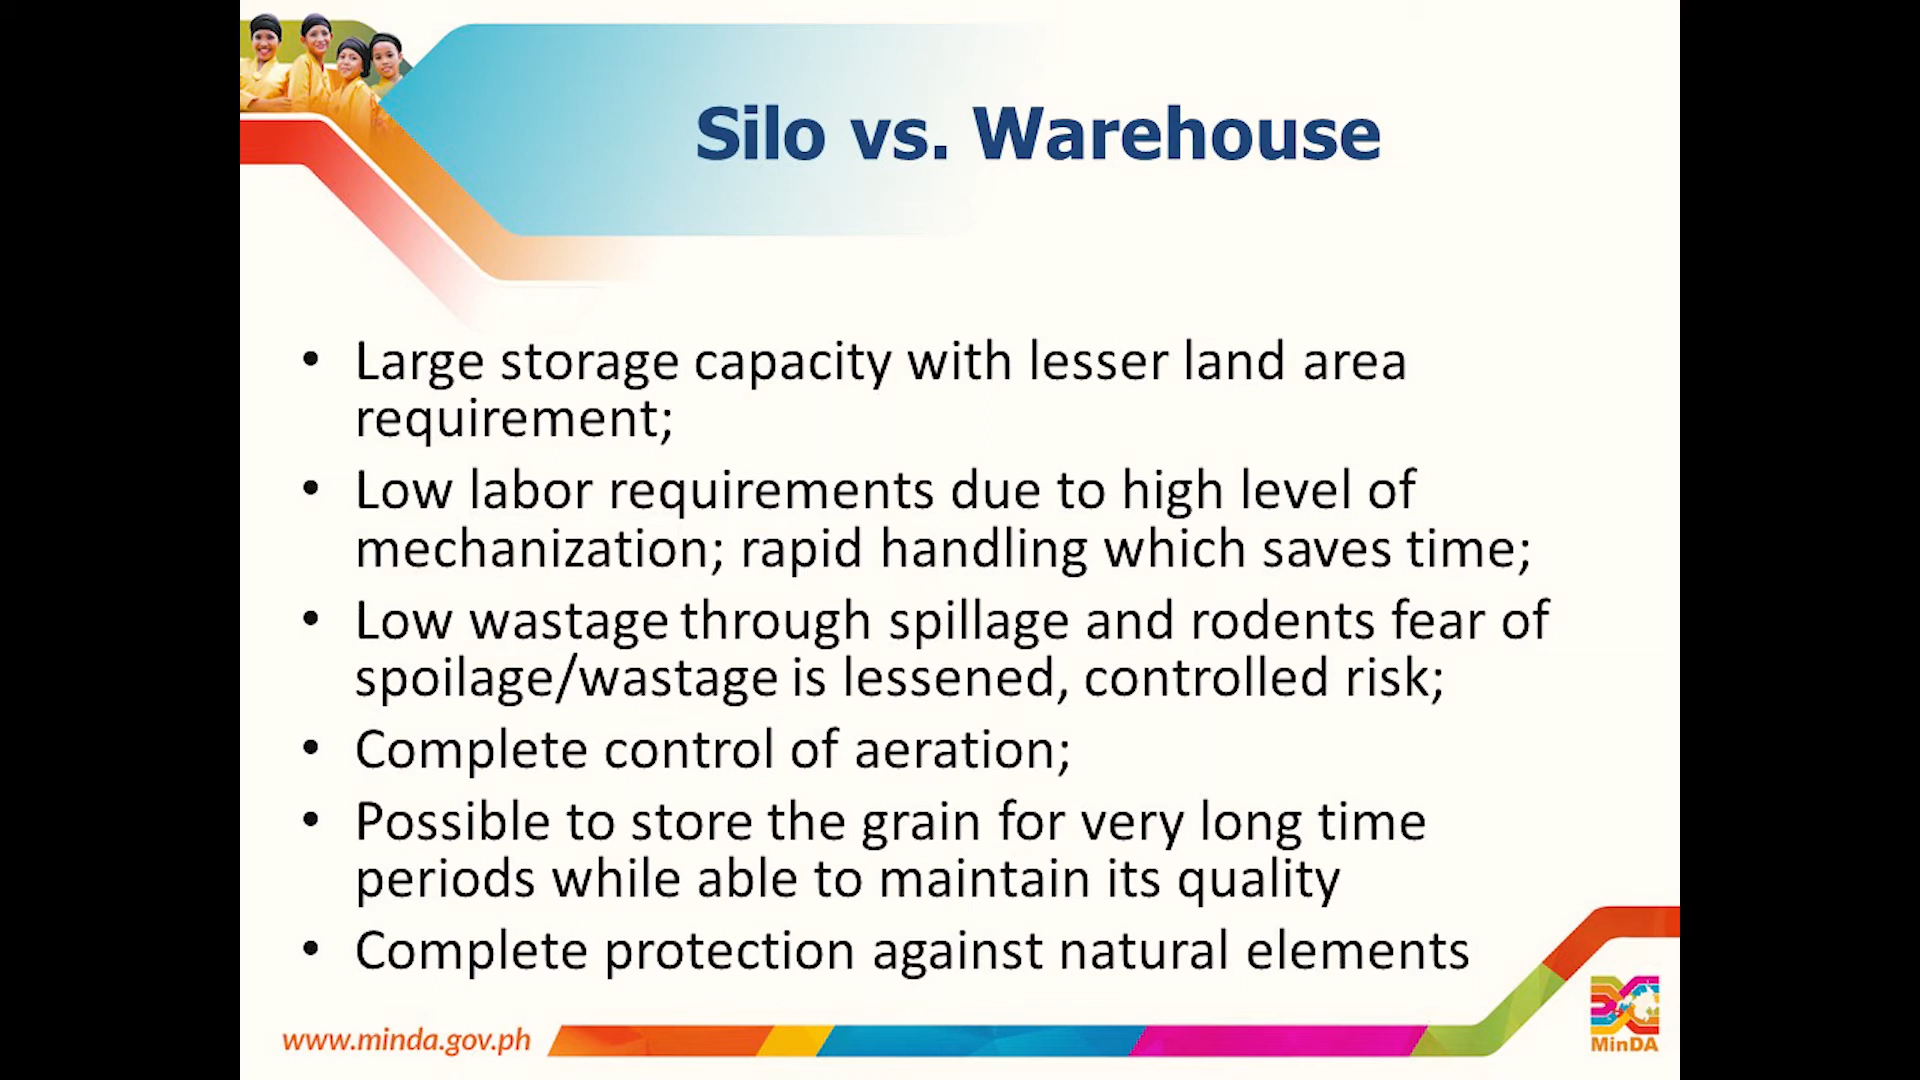 Silo vs. Warehouse
• Large storage capacity with lesser land area
requirement;
• Low labor requirements due to high level of
mechanization; rapid handling which saves time;
• Low wastage through spillage and rodents fear of
spoilage/wastage is lessened, controlled risk;
• Complete control of aeration;
• Possible to store the grain for very long time
periods while able to maintain its quality
• Complete protection against natural elements
www.minda.gov.ph
MinDA